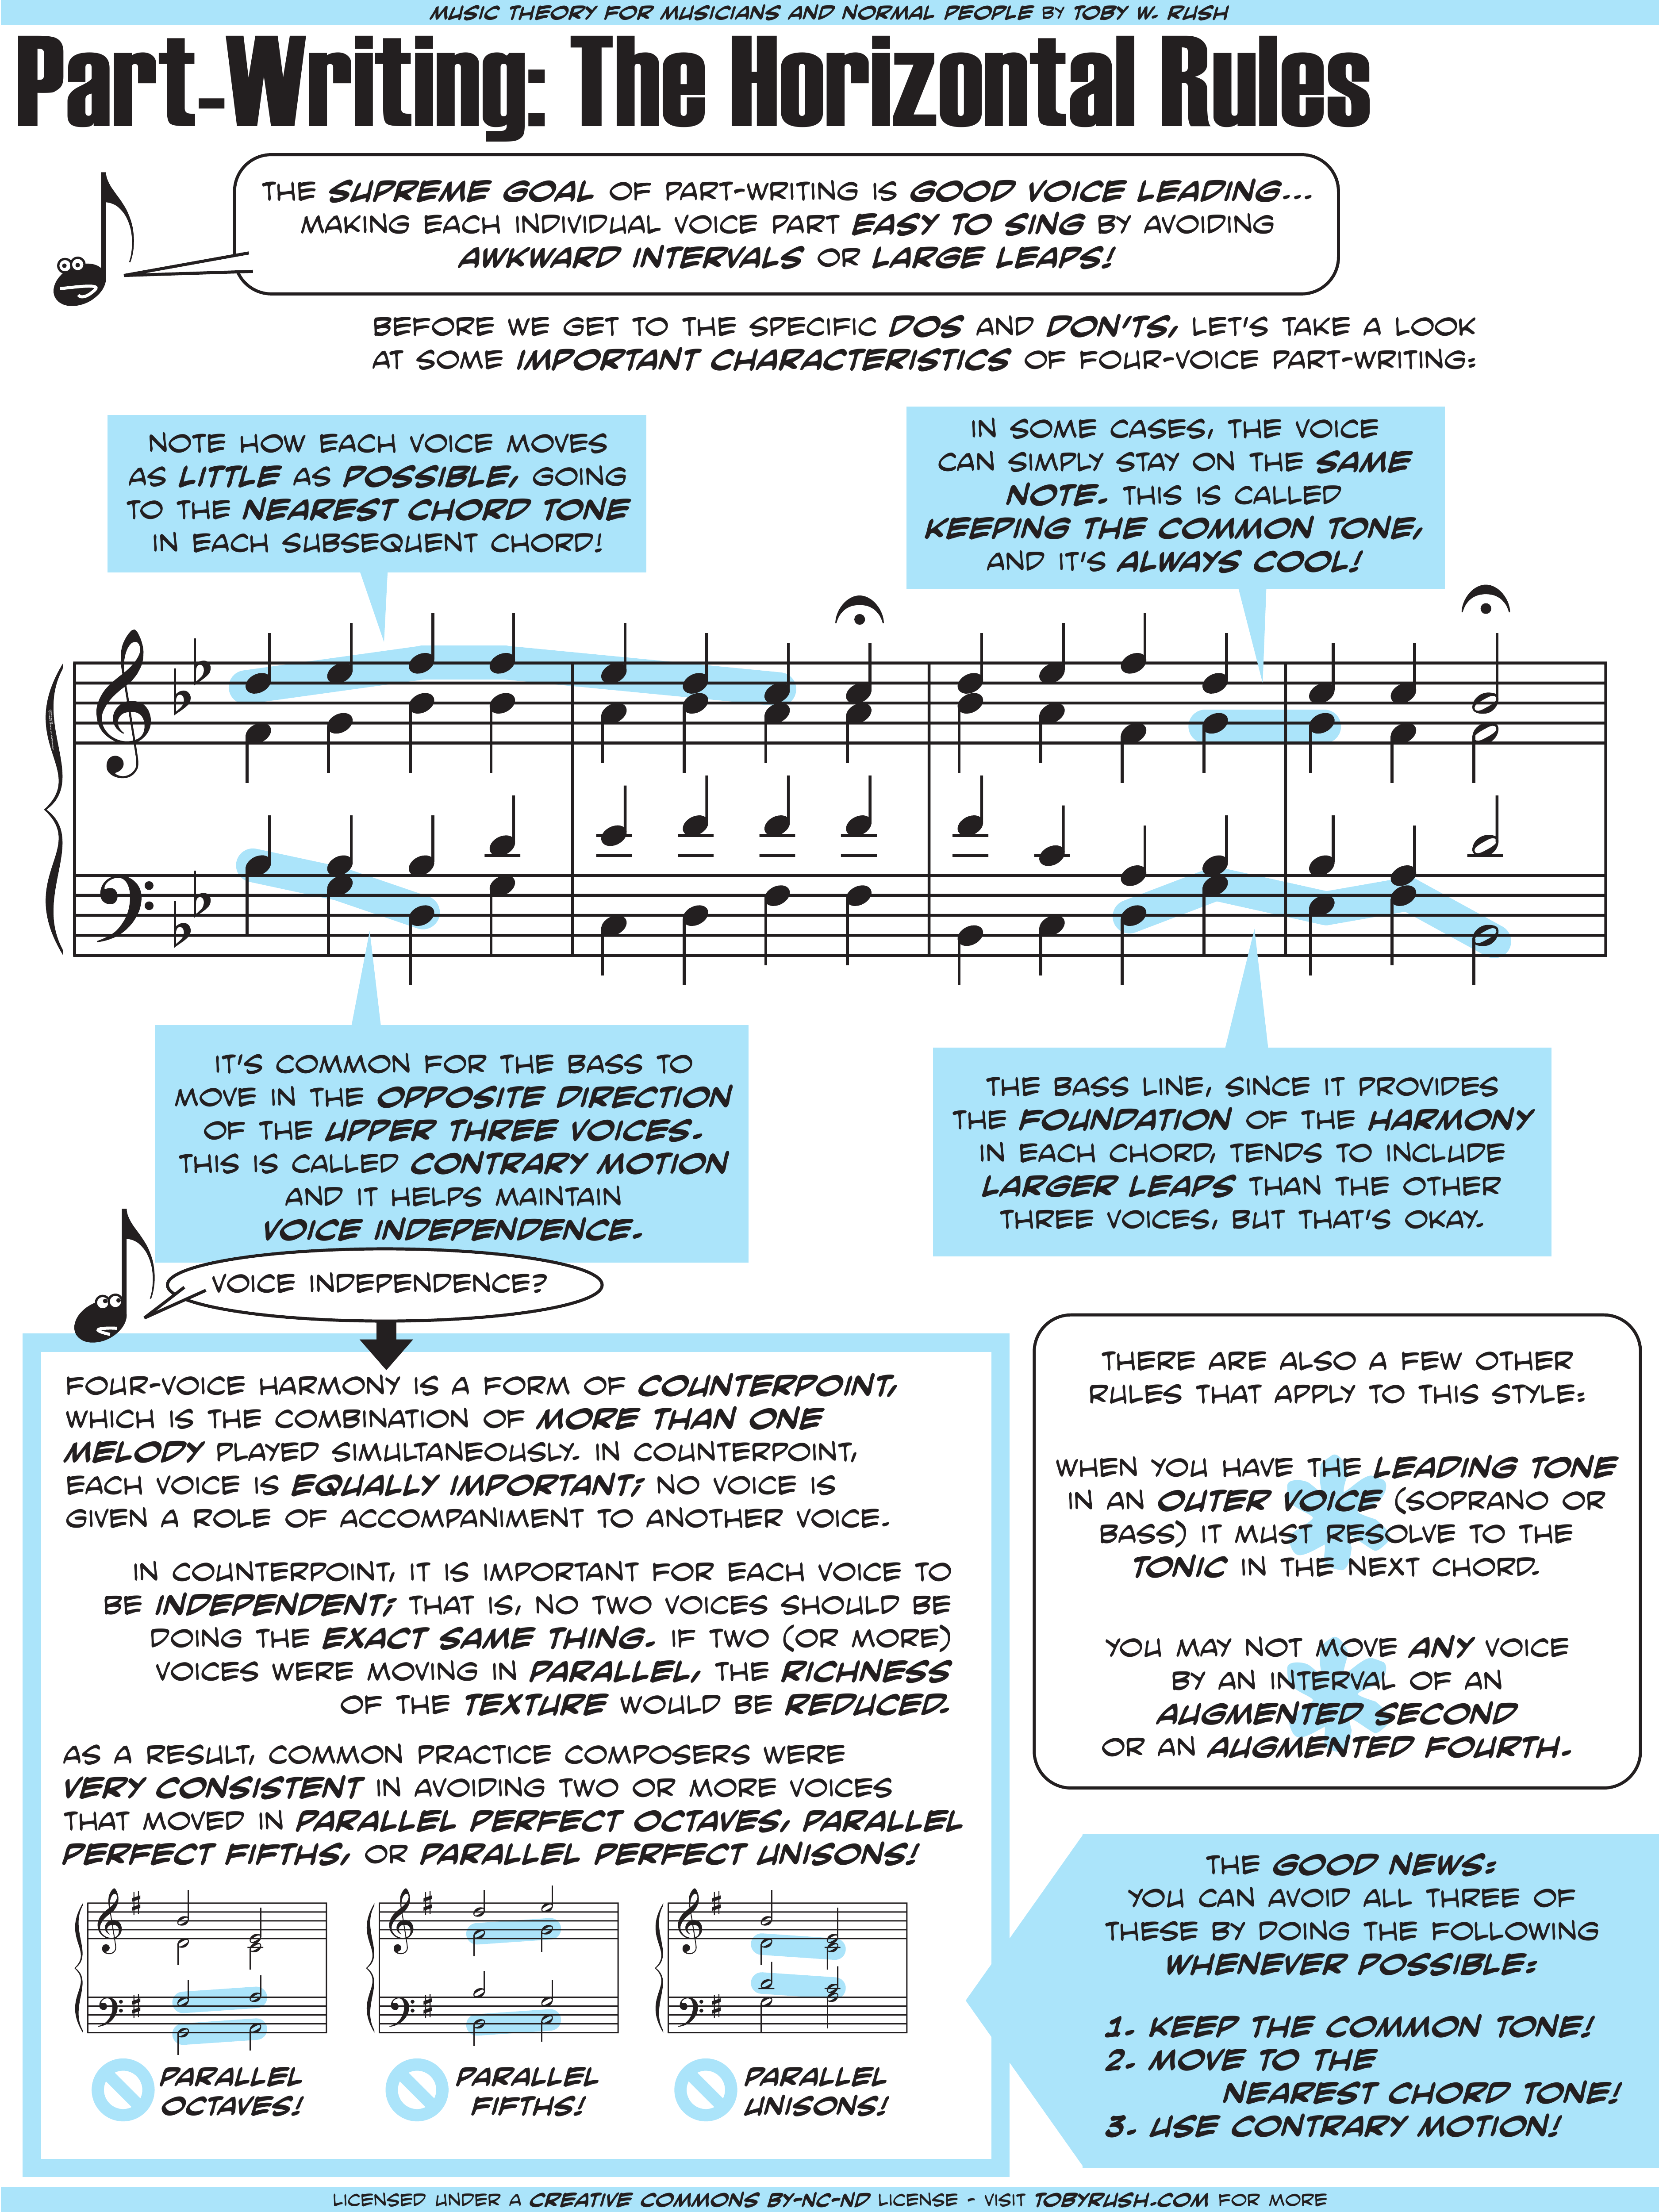 MUSIC THEORY FOR MUSICIANS AND NORMAL PEOPLE BY TOBY W. RUSH
Part-Writing: The Horizontal Rules
THE SUPREME GOAL OF PART-WRITING IS GOOD VOICE LEADING...
MAKING EACH INDIVIDUAL VOICE PART EASY TO SING BY AVOIDING
AWKWARD INTERVALS OR LARGE LEAPS!
BEFORE WE GET TO THE SPECIFIC DOS AND DON'TS, LET'S TAKE A LOOK
AT SOME IMPORTANT CHARACTERISTICS OF FOUR-VOICE PART-WRITING:
NOTE HOW EACH VOICE MOVES
AS LITTLE AS POSSIBLE, GOING
TO THE NEAREST CHORD TONE
IN EACH SUBSEQUENT CHORD!
IN SOME CASES, THE VOICE
CAN SIMPLY STAY ON THE SAME
NOTE. THIS IS CALLED
KEEPING THE COMMON TONE,
AND IT'S ALWAYS COOL!
IT'S COMMON FOR THE BASS TO
MOVE IN THE OPPOSITE DIRECTION
OF THE UPPER THREE VOICES.
THIS IS CALLED CONTRARY MOTION
AND IT HELPS MAINTAIN
VOICE INDEPENDENCE.
THE BASS LINE, SINCE IT PROVIDES
THE FOUNDATION OF THE HARMONY
IN EACH CHORD, TENDS TO INCLUDE
LARGER LEAPS THAN THE OTHER
THREE VOICES, BUT THAT'S OKAY.
VOICE INDEPENDENCE?
FOUR-VOICE HARMONY IS A FORM OF COUNTERPOINT,
WHICH IS THE COMBINATION OF MORE THAN ONE
MELODY PLAYED SIMULTANEOUSLY. IN COUNTERPOINT,
EACH VOICE IS EQUALLY IMPORTANT; NO VOICE IS
GIVEN A ROLE OF ACCOMPANIMENT TO ANOTHER VOICE.
IN COUNTERPOINT, IT IS IMPORTANT FOR EACH VOICE TO
BE INDEPENDENT; THAT IS, NO TWO VOICES SHOULD BE
DOING THE EXACT SAME THING. IF TWO (OR MORE)
VOICES WERE MOVING IN PARALLEL, THE RICHNESS
OF THE TEXTURE WOULD BE REDUCED.
AS A RESULT, COMMON PRACTICE COMPOSERS WERE
VERY CONSISTENT IN AVOIDING TWO OR MORE VOICES
THAT MOVED IN PARALLEL PERFECT OCTAVES, PARALLEL
PERFECT FIFTHS, OR PARALLEL PERFECT UNISONS!
PARALLEL
OCTAVES!
PARALLEL
FIFTHS!
PARALLEL
UNISONS!
THERE ARE ALSO A FEW OTHER
RULES THAT APPLY TO THIS STYLE:
WHEN YOU HAVE THE LEADING TONE
IN AN OUTER VOICE (SOPRANO OR
BASS) IT MUST RESOLVE TO THE
TONIC IN THE NEXT CHORD.
YOU MAY NOT MOVE ANY VOICE
BY AN INTERVAL OF AN
AUGMENTED SECOND
OR AN AUGMENTED FOURTH.
THE GOOD NEWS:
YOU CAN AVOID ALL THREE OF
THESE BY DOING THE FOLLOWING
WHENEVER POSSIBLE:
1. KEEP THE COMMON TONE!
2. MOVE TO THE
NEAREST CHORD TONE!
3. USE CONTRARY MOTION!
LICENSED UNDER A CREATIVE COMMONS BY-NC-ND LICENSE - VISIT TOBYRUSH.COM FOR MORE